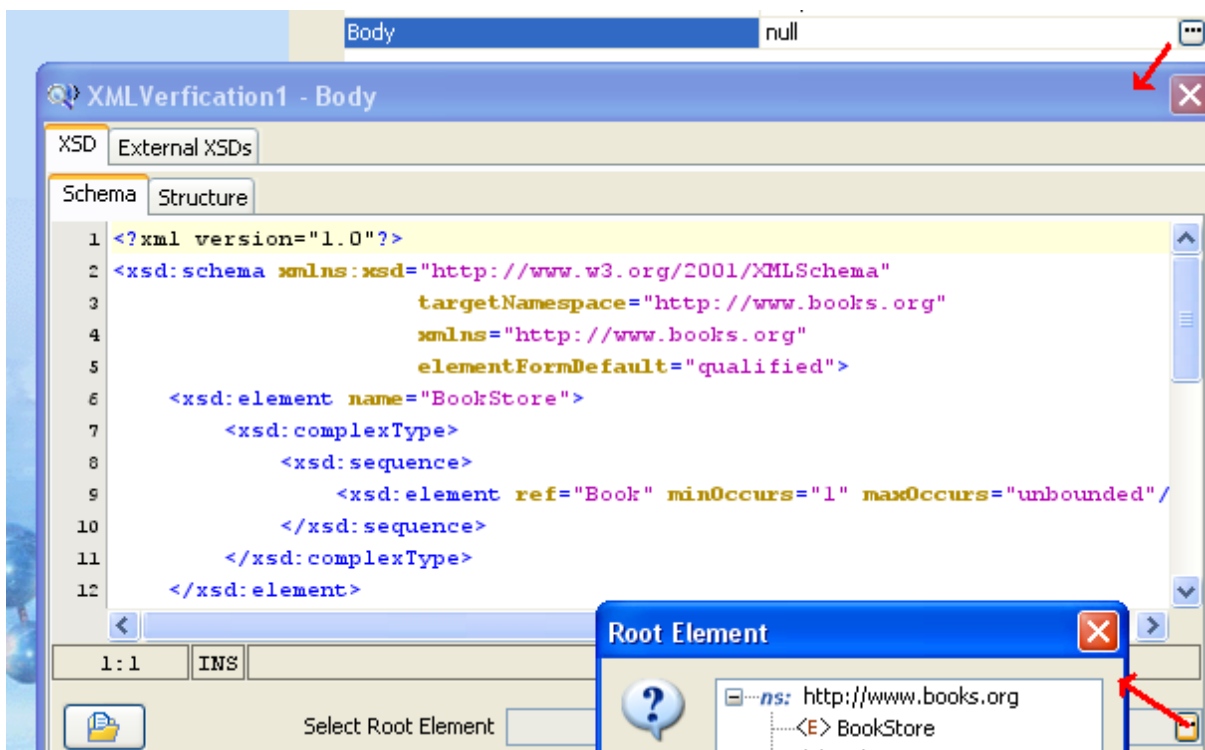 Body null
XMLVerfication1 - Body
XSD External XSDs
Schema Structure
1 <?xml version="1.0"?>
2 <xsd:schema xmlns:xsd="http://www.w3.org/2001/XMLSchema"
3 targetNamespace="http://www.books.org"
4 xmlns="http://www.books.org"
5 elementFormDefault="qualified">
6 <xsd:element name="BookStore">
7 <xsd:complexType>
8 <xsd:sequence>
9 <xsd:element ref="Book" minOccurs="1" maxOccurs="unbounded"/
10 </xsd:sequence>
11 </xsd:complexType>
12 </xsd:element>
Root Element
1:1 INS
ns: http://www.books.org
Select Root Element
<E> BookStore